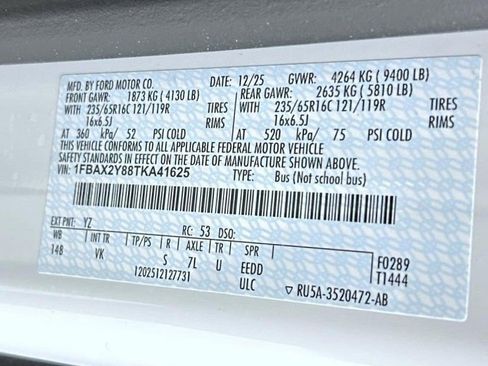 MFD. BY FORD MOTOR CO. 12/25 GVWR: 4264 KG ( 9400 LB)
FRONT GAWR: 1873 KG ( 4130 LB) REAR GAWR: 2635 KG ( 5810 LB)
WITH 235/65R16C 121/119R TIRES WITH 235/65R16C 121/119R TIRES
16x6.5J RIMS 16x6.5J RIMS
AT 360 kPa/ 52 PSI COLD AT 520 kPa/ 75 PSI COLD
THIS VEHICLE CONFORMS TO ALL APPLICABLE FEDERAL MOTOR VEHICLE
SAFETY STANDARDS IN EFFECT ON THE DATE OF MANUFACTURE SHOWN ABOVE.
VIN: 1FBAX2Y88TKA41625 TYPE: Bus (Not school bus)
EXT PNT: YZ RC: 53 DSO:
WB INT TR TP/PS R AXLE TR SPR
148 VK S 7L U EEDD F0289
1202512127731 ULC T1444
▽ RU5A-3520472-AB